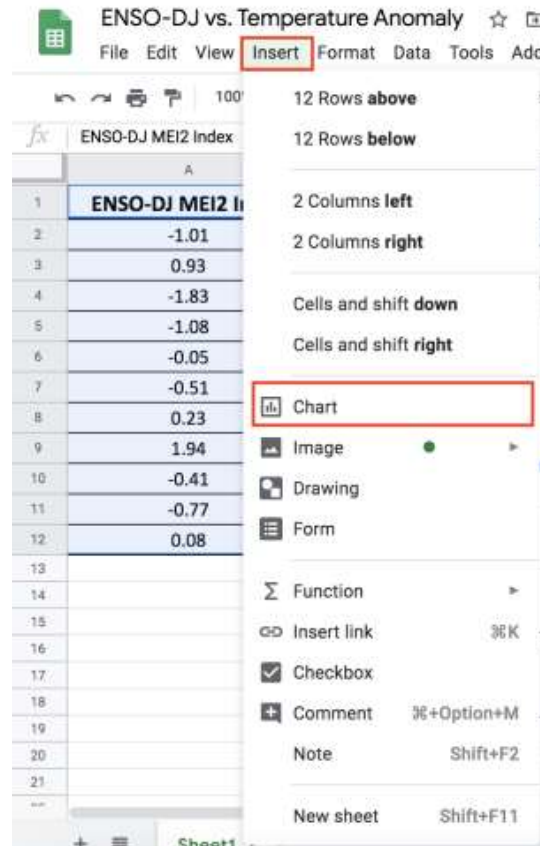 ENSO-DJ vs. Temperature Anomaly
File Edit View Insert Format Data Tools
100
fx ENSO-DJ MEI2 Index
A
1 ENSO-DJ MEI2
2 -1.01
3 0.93
4 -1.83
5 -1.08
6 -0.05
7 -0.51
8 0.23
9 1.94
10 -0.41
11 -0.77
12 0.08
13
14
15
16
17
18
19
20
21
Sheet1
12 Rows above
12 Rows below
2 Columns left
2 Columns right
Cells and shift down
Cells and shift right
Chart
Image
Drawing
Form
Σ Function
Insert link ⌘K
Checkbox
Comment ⌘+Option+M
Note Shift+F2
New sheet Shift+F11